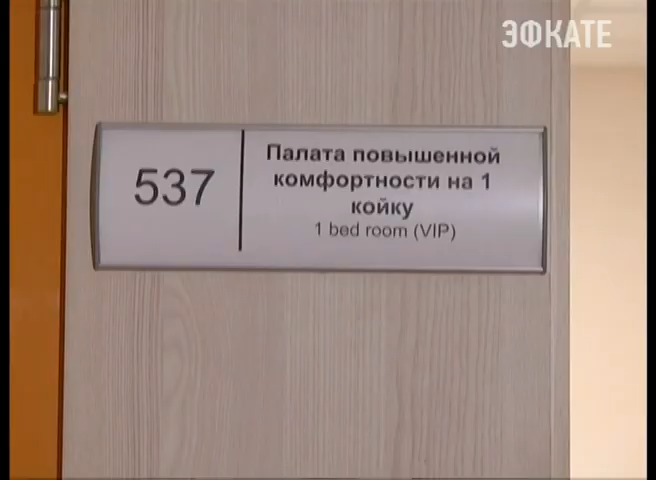 ЭФКАТЕ
537
Палата повышенной
комфортности на 1
койку
1 bed room (VIP)